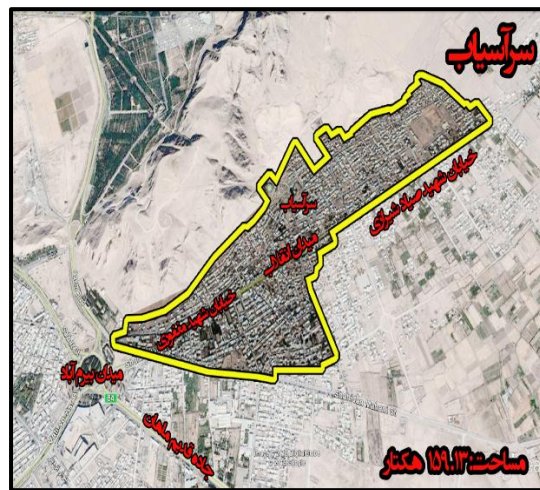 سرآسیاب
خیابان شهید صیاد شیرازی
سرآسیاب
میدان انقلاب
خیابان شهید مغفوری
میدان بیرم آباد
جاده قدیم ماهان
مساحت:۱۵۹.۱۳ هکتار